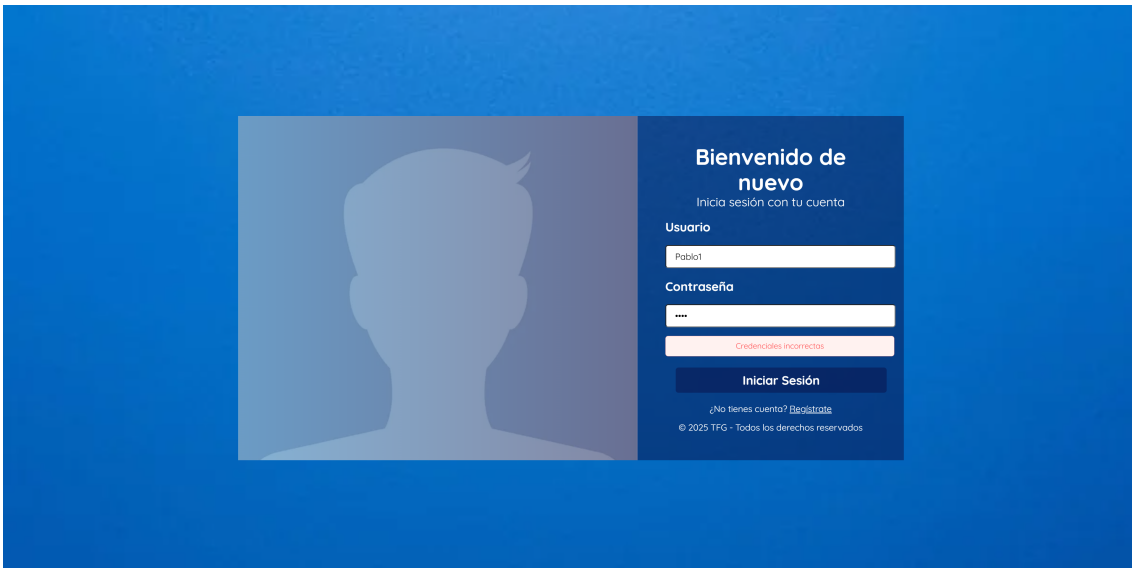 Bienvenido de
nuevo
Inicia sesión con tu cuenta
Usuario
Pablo1
Contraseña
••••
Credenciales incorrectas
Iniciar Sesión
¿No tienes cuenta? Regístrate
© 2025 TFG - Todos los derechos reservados